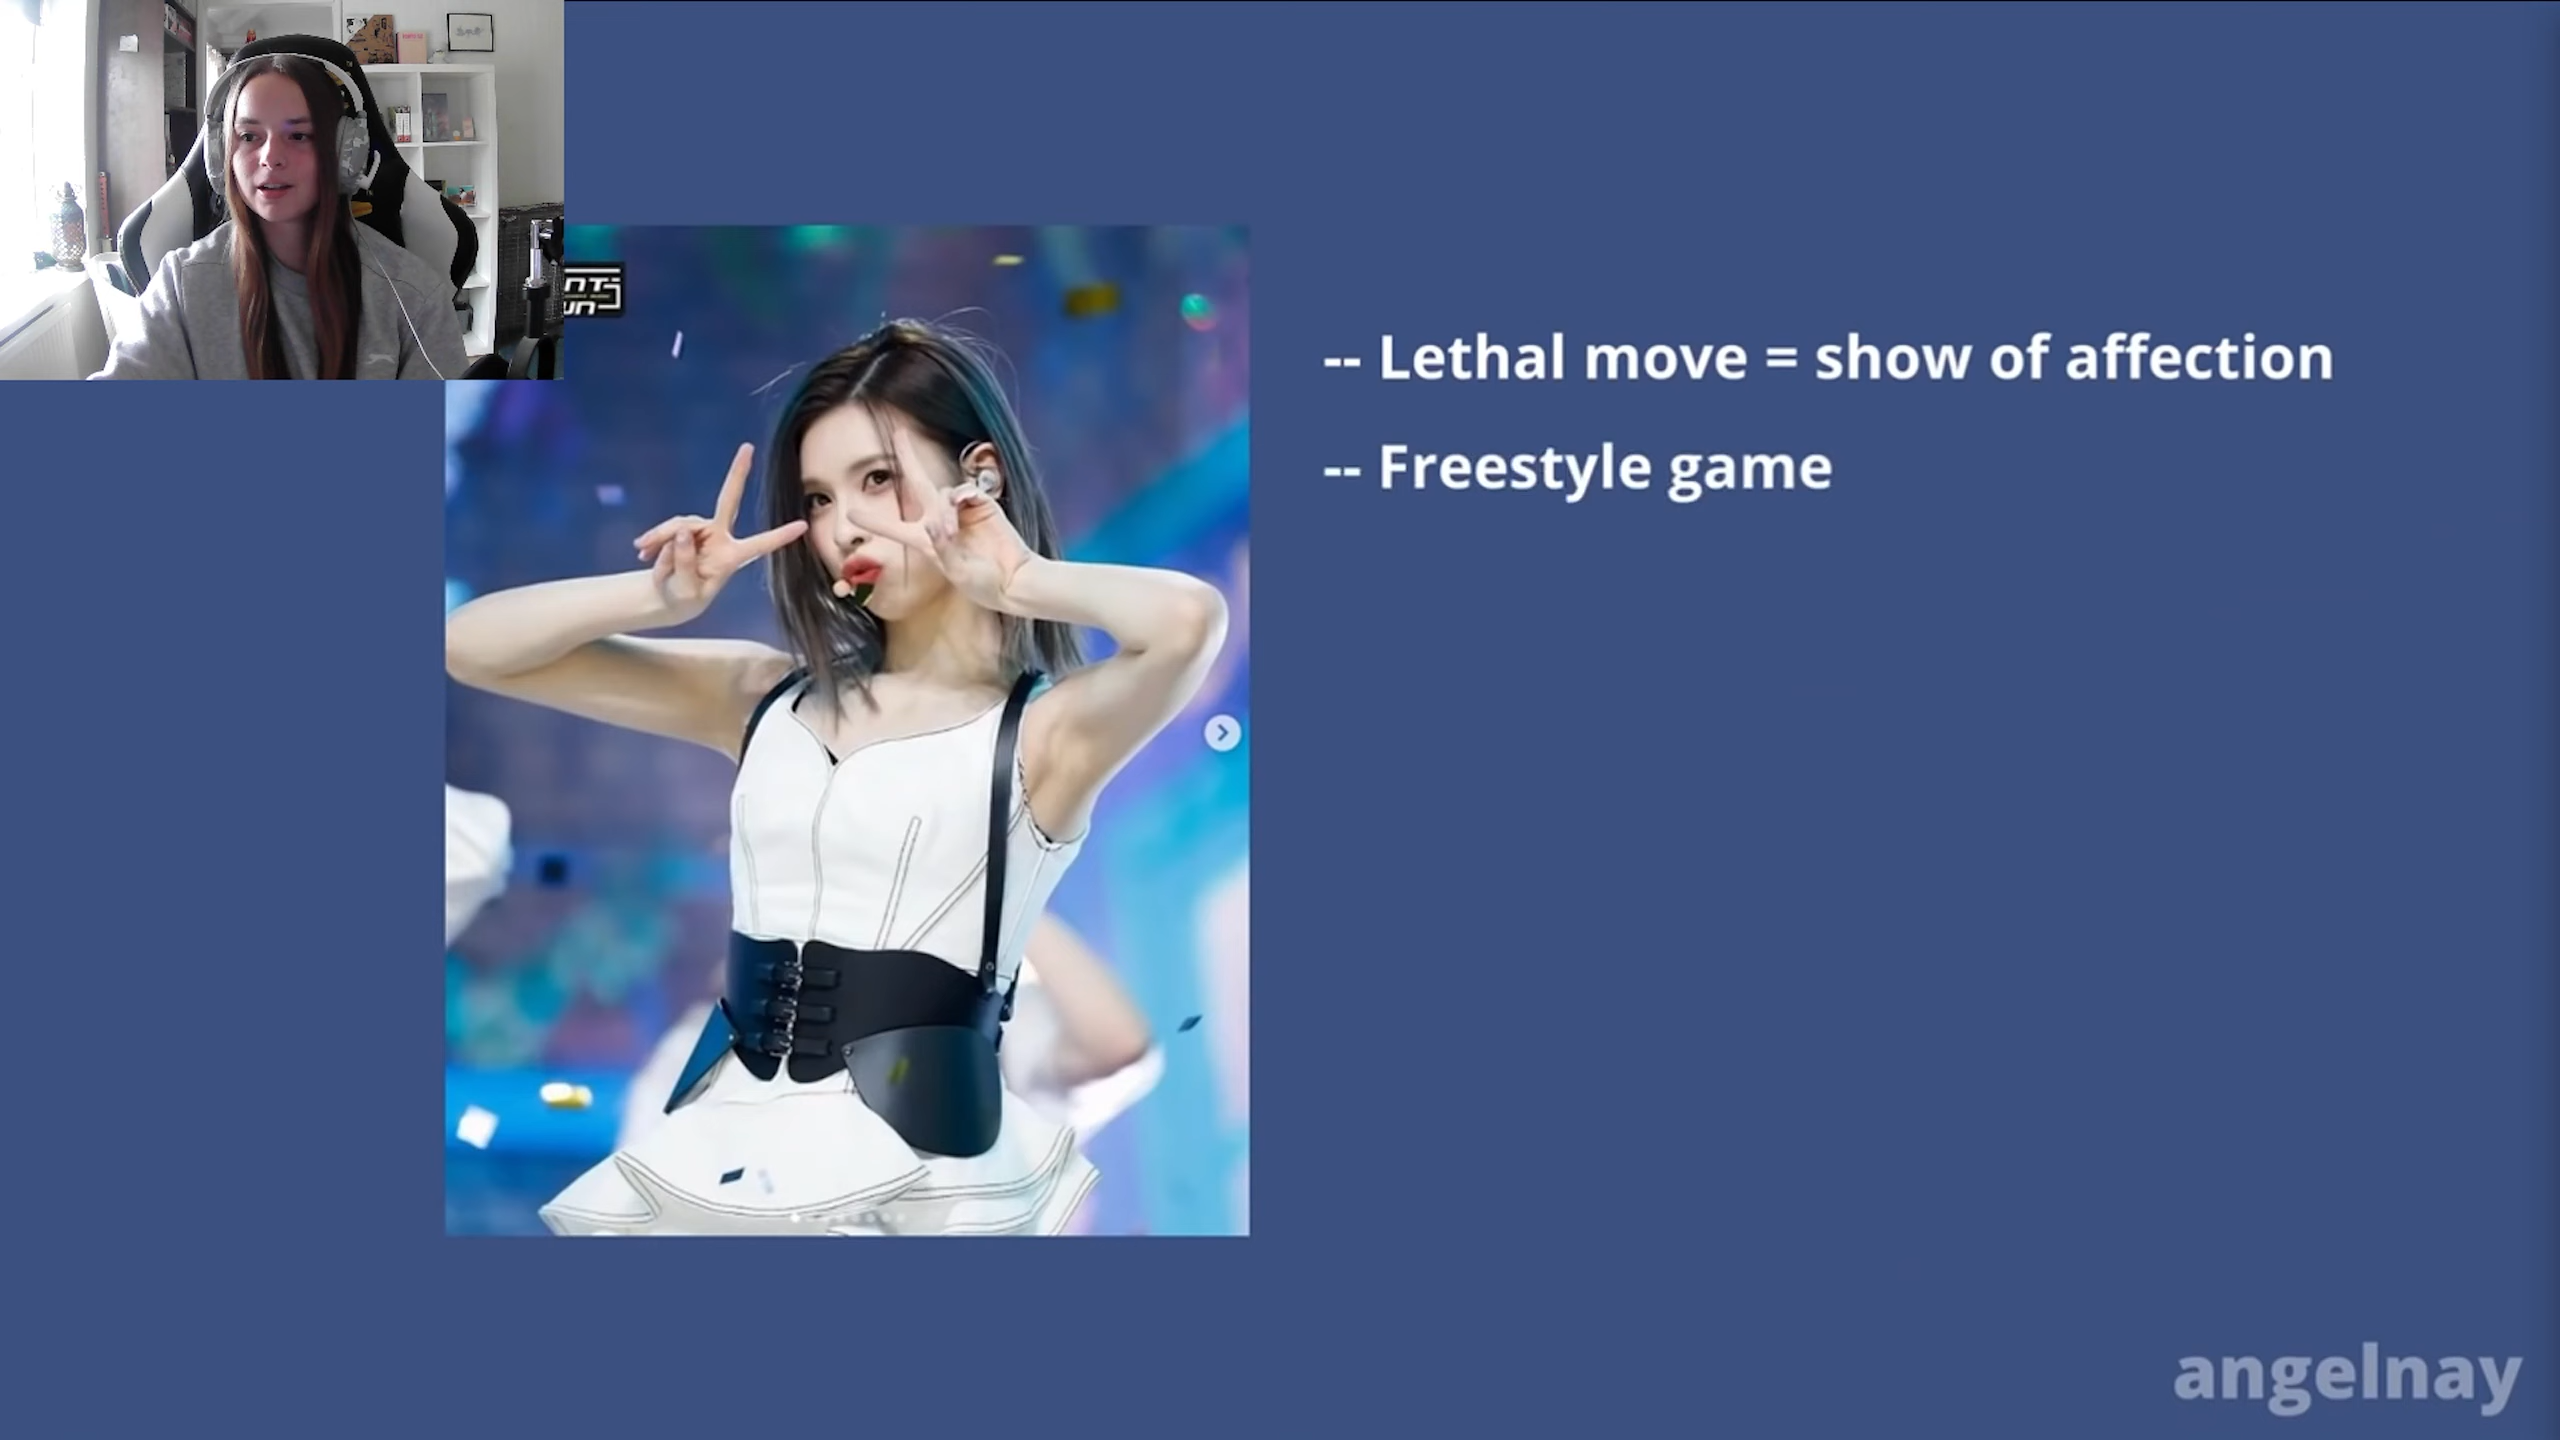 -- Lethal move = show of affection
-- Freestyle game
angelnay